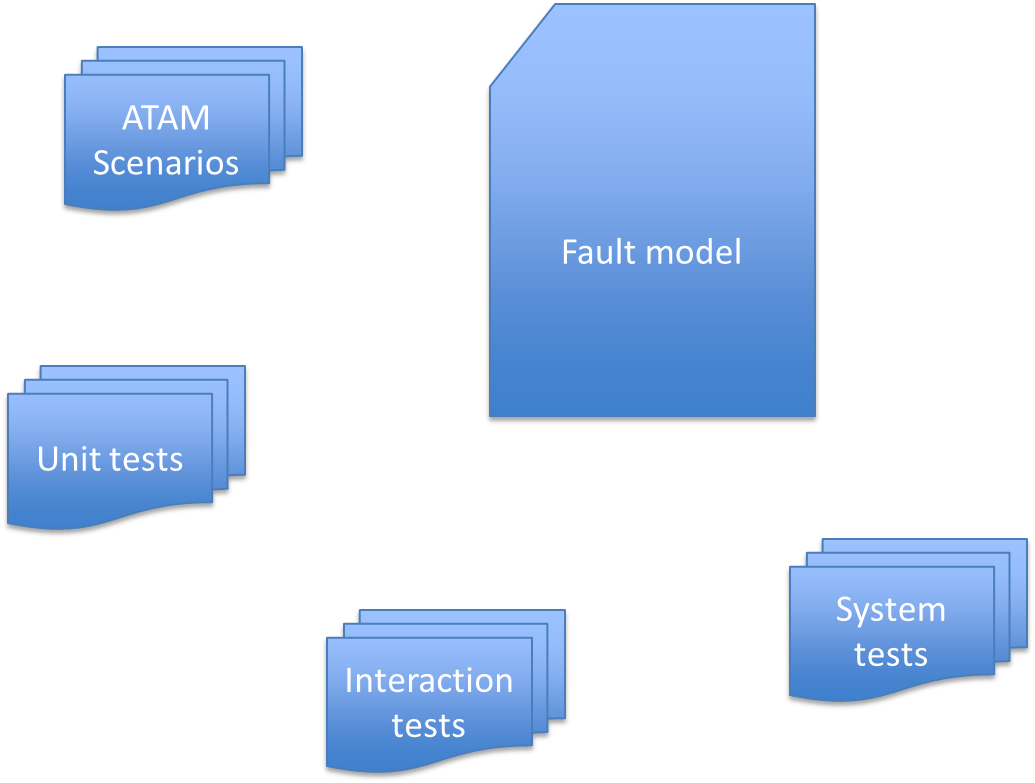 ATAM
Scenarios
Fault model
Unit tests
Interaction
tests
System
tests